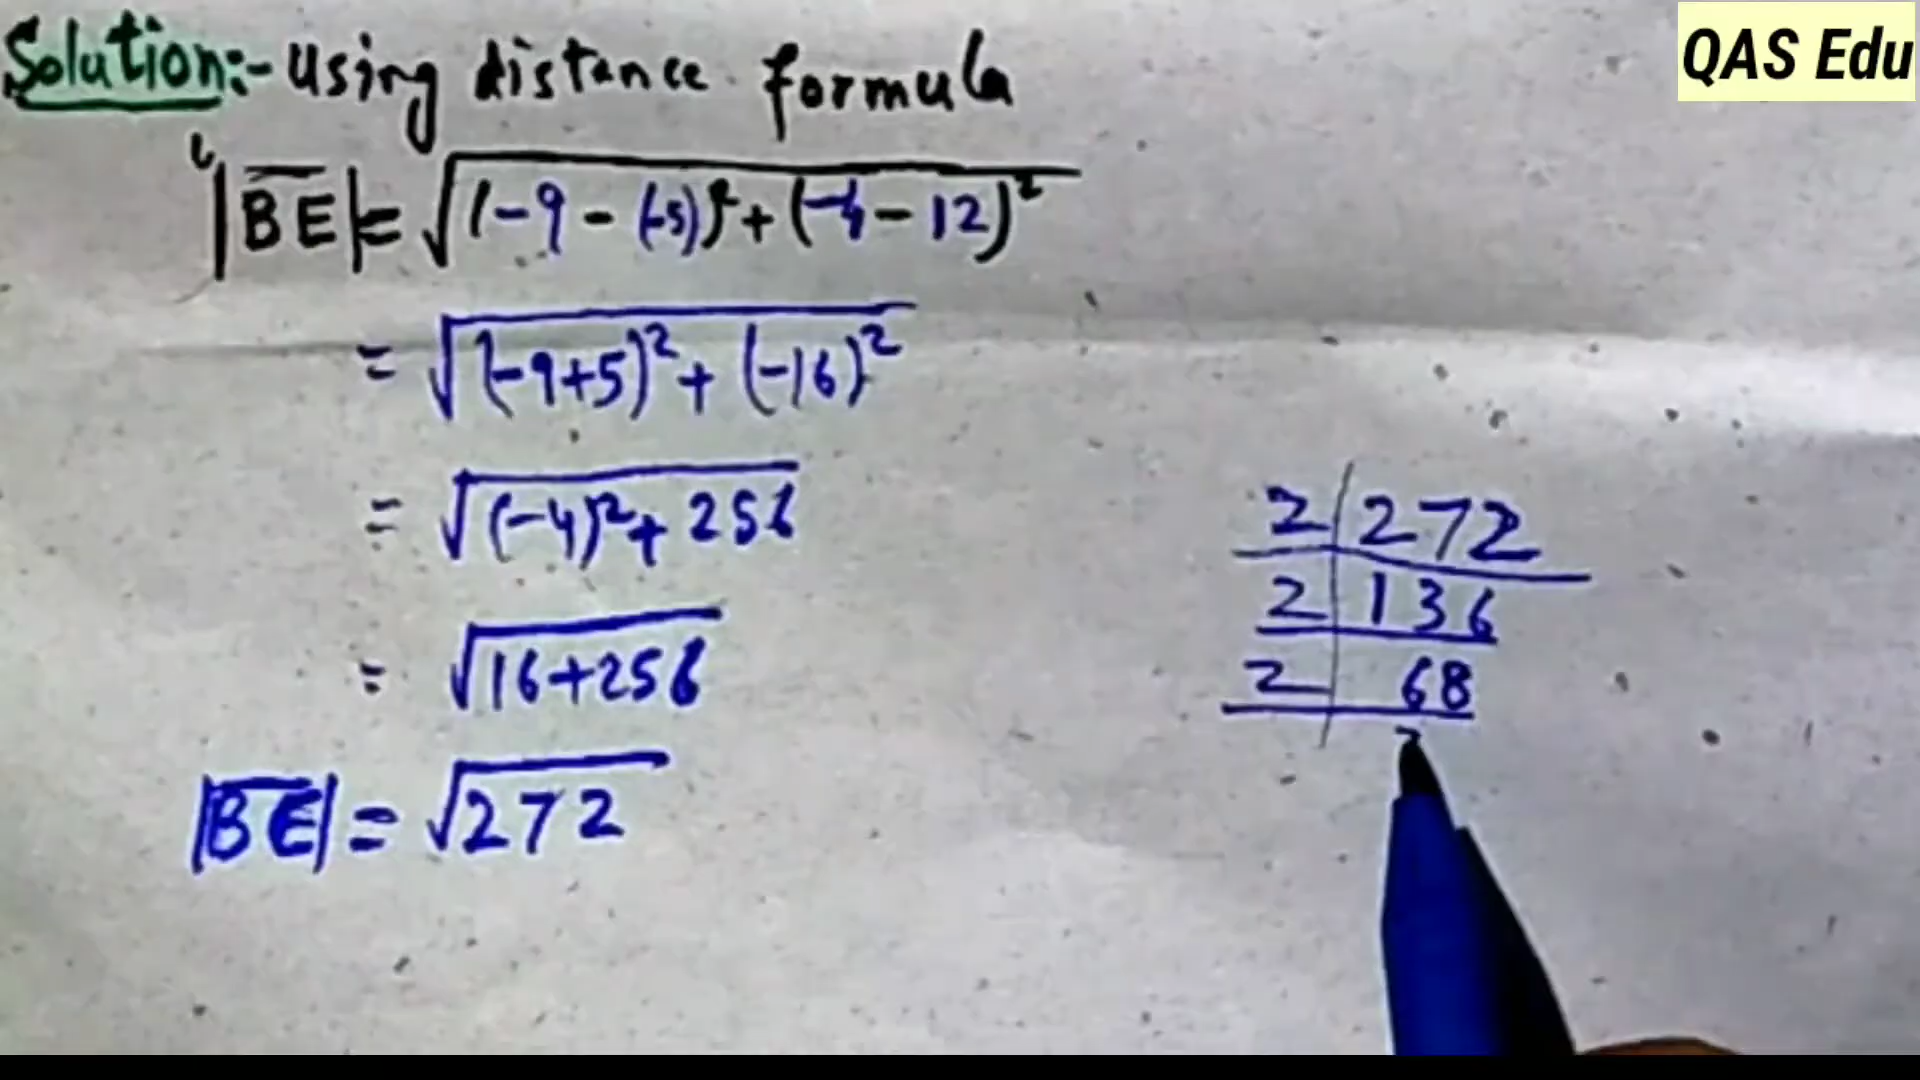 Solution:- Using distance formula
QAS Edu
|BE| = √(-9 - (-5))² + (-4 - 12)²
= √(-9+5)² + (-16)²
= √(-4)² + 256
= √16+256
|BE| = √272
2 | 272
2 | 136
2 | 68